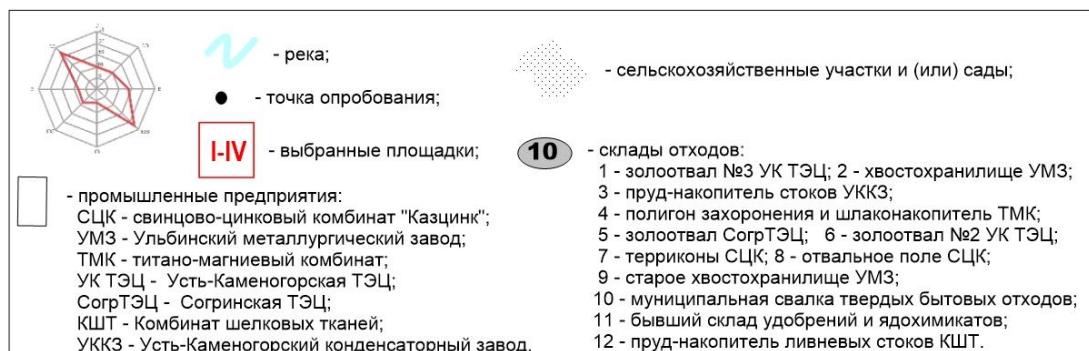 - река;
- точка опробования;
I-IV - выбранные площадки;
- промышленные предприятия:
СЦК - свинцово-цинковый комбинат "Казцинк";
УМЗ - Ульбинский металлургический завод;
ТМК - титано-магниевый комбинат;
УК ТЭЦ - Усть-Каменогорская ТЭЦ;
СогрТЭЦ - Согринская ТЭЦ;
КШТ - Комбинат шелковых тканей;
УККЗ - Усть-Каменогорский конденсаторный завод.
- сельскохозяйственные участки и (или) сады;
10 - склады отходов:
1 - золоотвал №3 УК ТЭЦ; 2 - хвостохранилище УМЗ;
3 - пруд-накопитель стоков УККЗ;
4 - полигон захоронения и шлаконакопитель ТМК;
5 - золоотвал СогрТЭЦ; 6 - золоотвал №2 УК ТЭЦ;
7 - терриконы СЦК; 8 - отвальное поле СЦК;
9 - старое хвостохранилище УМЗ;
10 - муниципальная свалка твердых бытовых отходов;
11 - бывший склад удобрений и ядохимикатов;
12 - пруд-накопитель ливневых стоков КШТ.